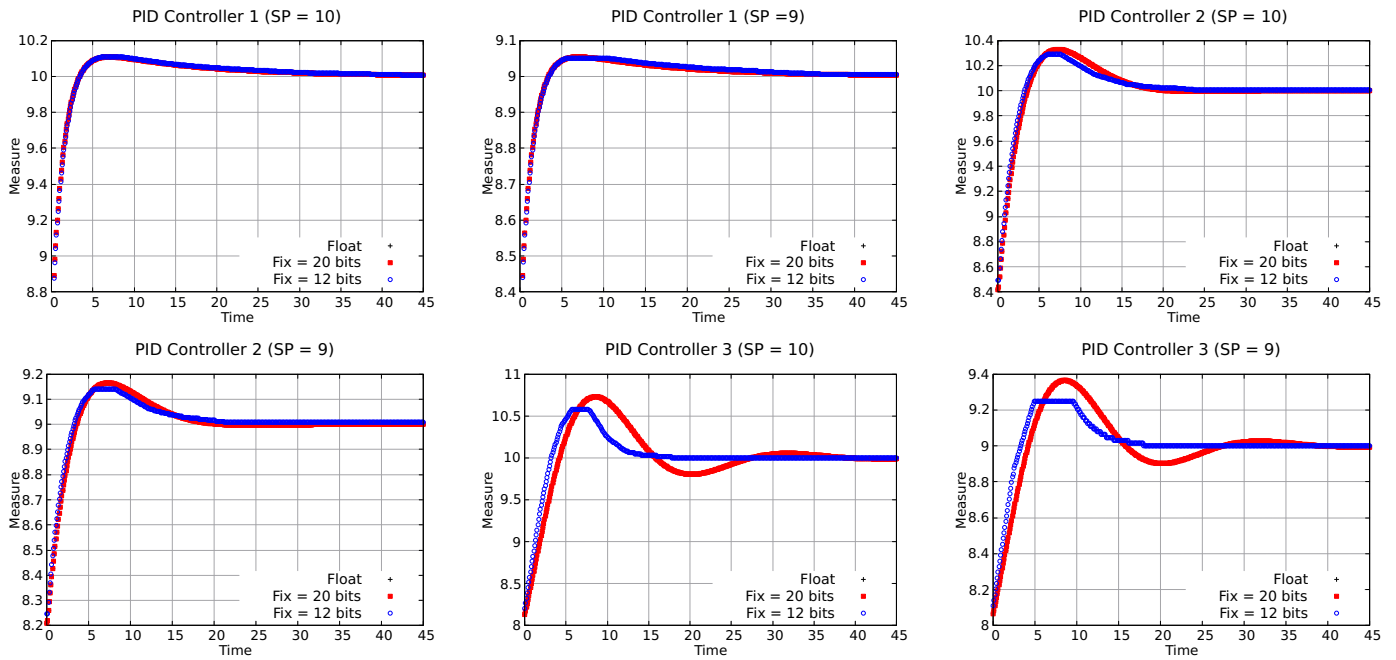 PID Controller 1 (SP = 10)
10.2
10
9.8
9.6
9.4
9.2
9
8.8
Measure
0 5 10 15 20 25 30 35 40 45
Time
Float
Fix = 20 bits
Fix = 12 bits
PID Controller 1 (SP =9)
9.1
9
8.9
8.8
8.7
8.6
8.5
8.4
Measure
0 5 10 15 20 25 30 35 40 45
Time
Float
Fix = 20 bits
Fix = 12 bits
PID Controller 2 (SP = 10)
10.4
10.2
10
9.8
9.6
9.4
9.2
9
8.8
8.6
8.4
Measure
0 5 10 15 20 25 30 35 40 45
Time
Float
Fix = 20 bits
Fix = 12 bits
PID Controller 2 (SP = 9)
9.2
9.1
9
8.9
8.8
8.7
8.6
8.5
8.4
8.3
8.2
Measure
0 5 10 15 20 25 30 35 40 45
Time
Float
Fix = 20 bits
Fix = 12 bits
PID Controller 3 (SP = 10)
11
10.5
10
9.5
9
8.5
8
Measure
0 5 10 15 20 25 30 35 40 45
Time
Float
Fix = 20 bits
Fix = 12 bits
PID Controller 3 (SP = 9)
9.4
9.2
9
8.8
8.6
8.4
8.2
8
Measure
0 5 10 15 20 25 30 35 40 45
Time
Float
Fix = 20 bits
Fix = 12 bits